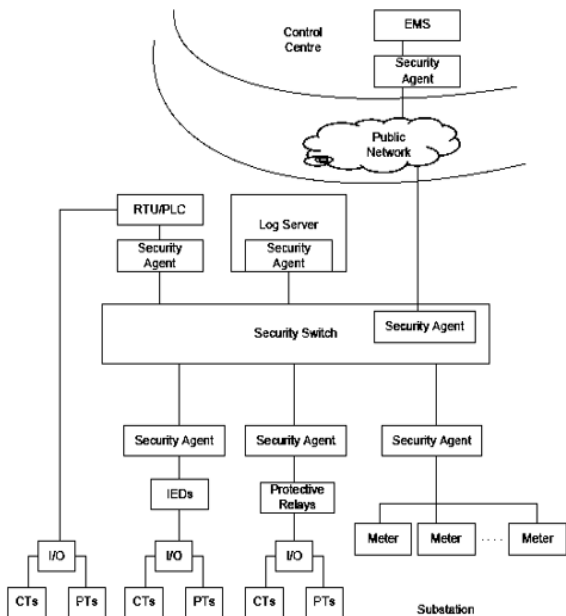 Control
Centre
EMS
Security
Agent
Public
Network
RTU/PLC
Security
Agent
Log Server
Security
Agent
Security Switch
Security Agent
Security Agent
Security Agent
Security Agent
IEDs
Protective
Relays
Meter
Meter
. . . .
Meter
I/O
I/O
I/O
CTs
PTs
CTs
PTs
CTs
PTs
Substation